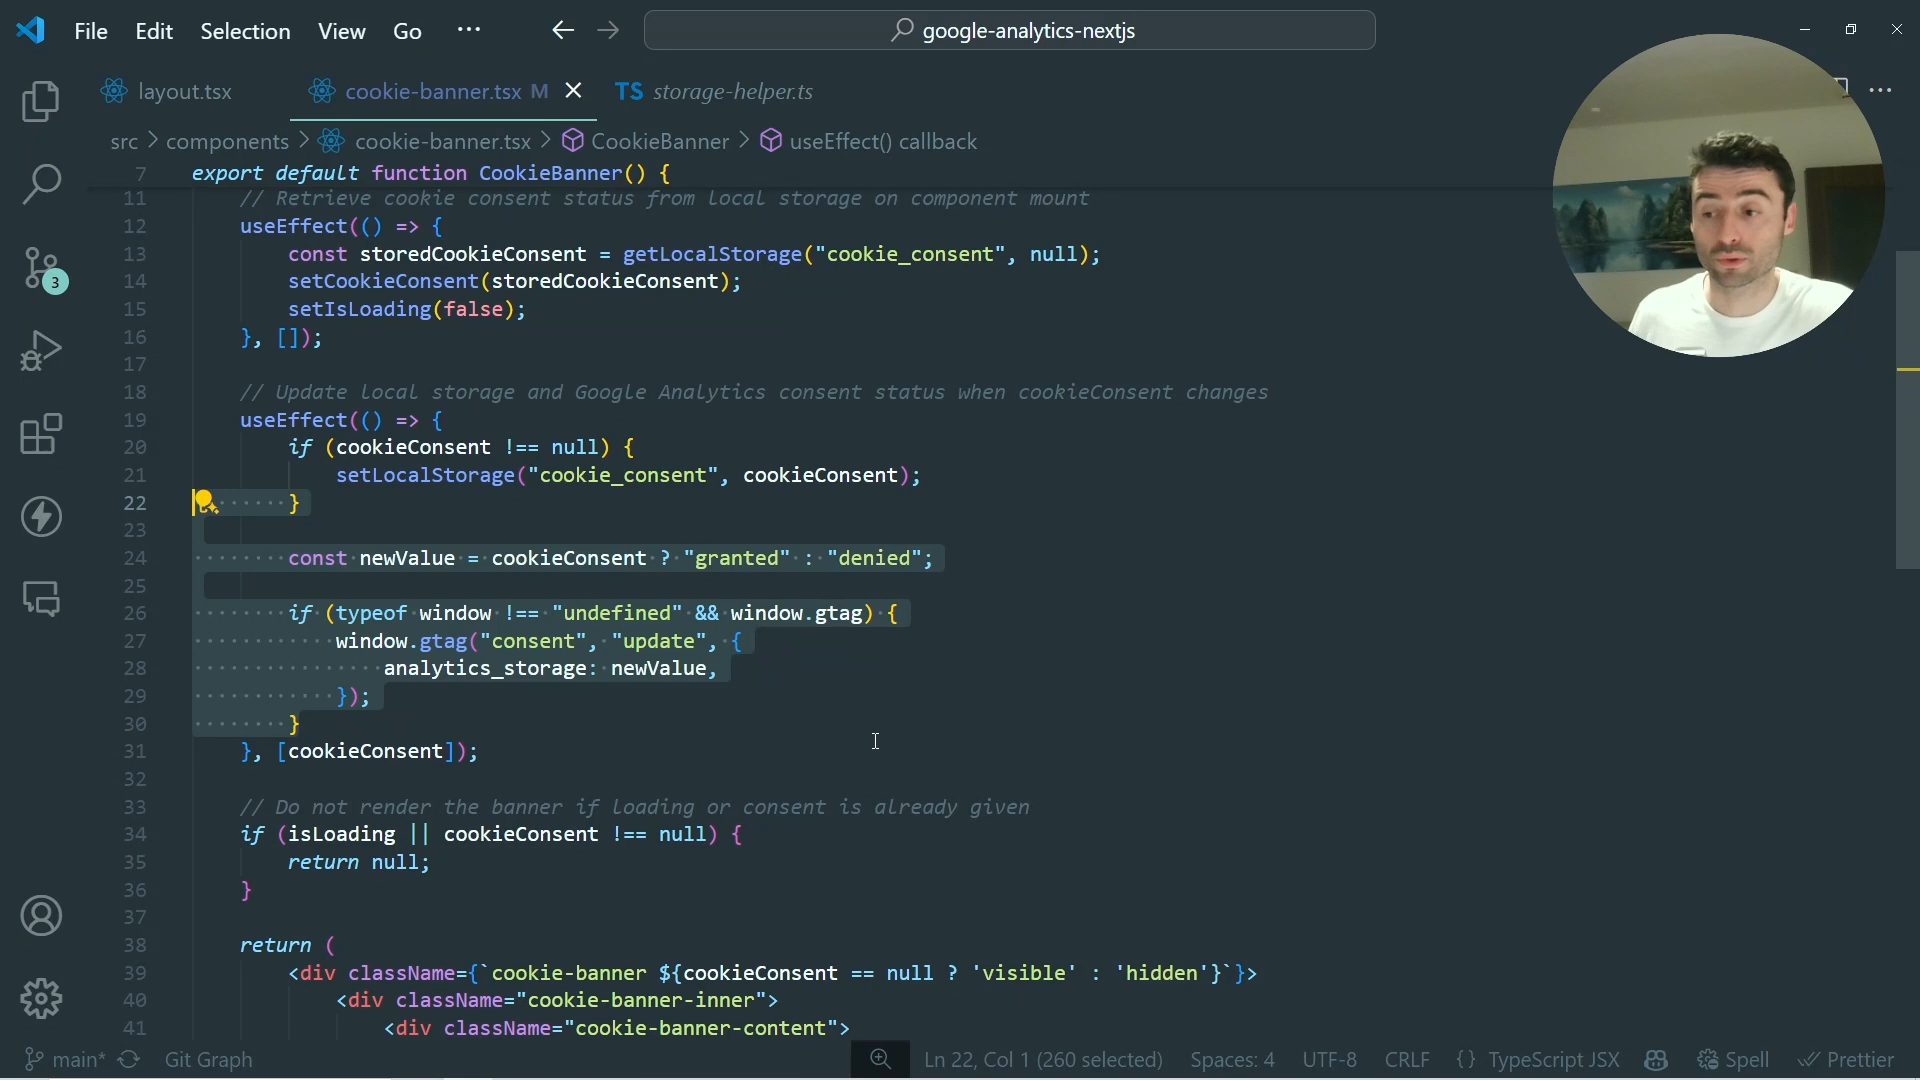 File Edit Selection View Go ··· google-analytics-nextjs
layout.tsx cookie-banner.tsx M TS storage-helper.ts ···
src > components > cookie-banner.tsx > CookieBanner > useEffect() callback
7 export default function CookieBanner() {
11 // Retrieve cookie consent status from local storage on component mount
12 useEffect(() => {
13 const storedCookieConsent = getLocalStorage("cookie_consent", null);
14 setCookieConsent(storedCookieConsent);
15 setIsLoading(false);
16 }, []);
17
18 // Update local storage and Google Analytics consent status when cookieConsent changes
19 useEffect(() => {
20 if (cookieConsent !== null) {
21 setLocalStorage("cookie_consent", cookieConsent);
22 }
23
24 const newValue = cookieConsent ? "granted" : "denied";
25
26 if (typeof window !== "undefined" && window.gtag) {
27 window.gtag("consent", "update", {
28 analytics_storage: newValue,
29 });
30 }
31 }, [cookieConsent]);
32
33 // Do not render the banner if loading or consent is already given
34 if (isLoading || cookieConsent !== null) {
35 return null;
36 }
37
38 return (
39 <div className={`cookie-banner ${cookieConsent == null ? 'visible' : 'hidden'}`}>
40 <div className="cookie-banner-inner">
41 <div className="cookie-banner-content">
3
main* Git Graph Ln 22, Col 1 (260 selected) Spaces: 4 UTF-8 CRLF {} TypeScript JSX Spell Prettier